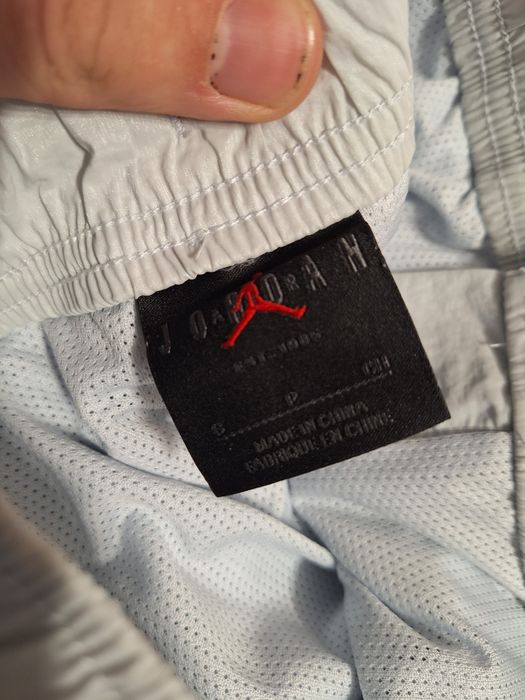 JORDAN
EST. 1985
S P CH
MADE IN CHINA
FABRIQUE EN CHINE